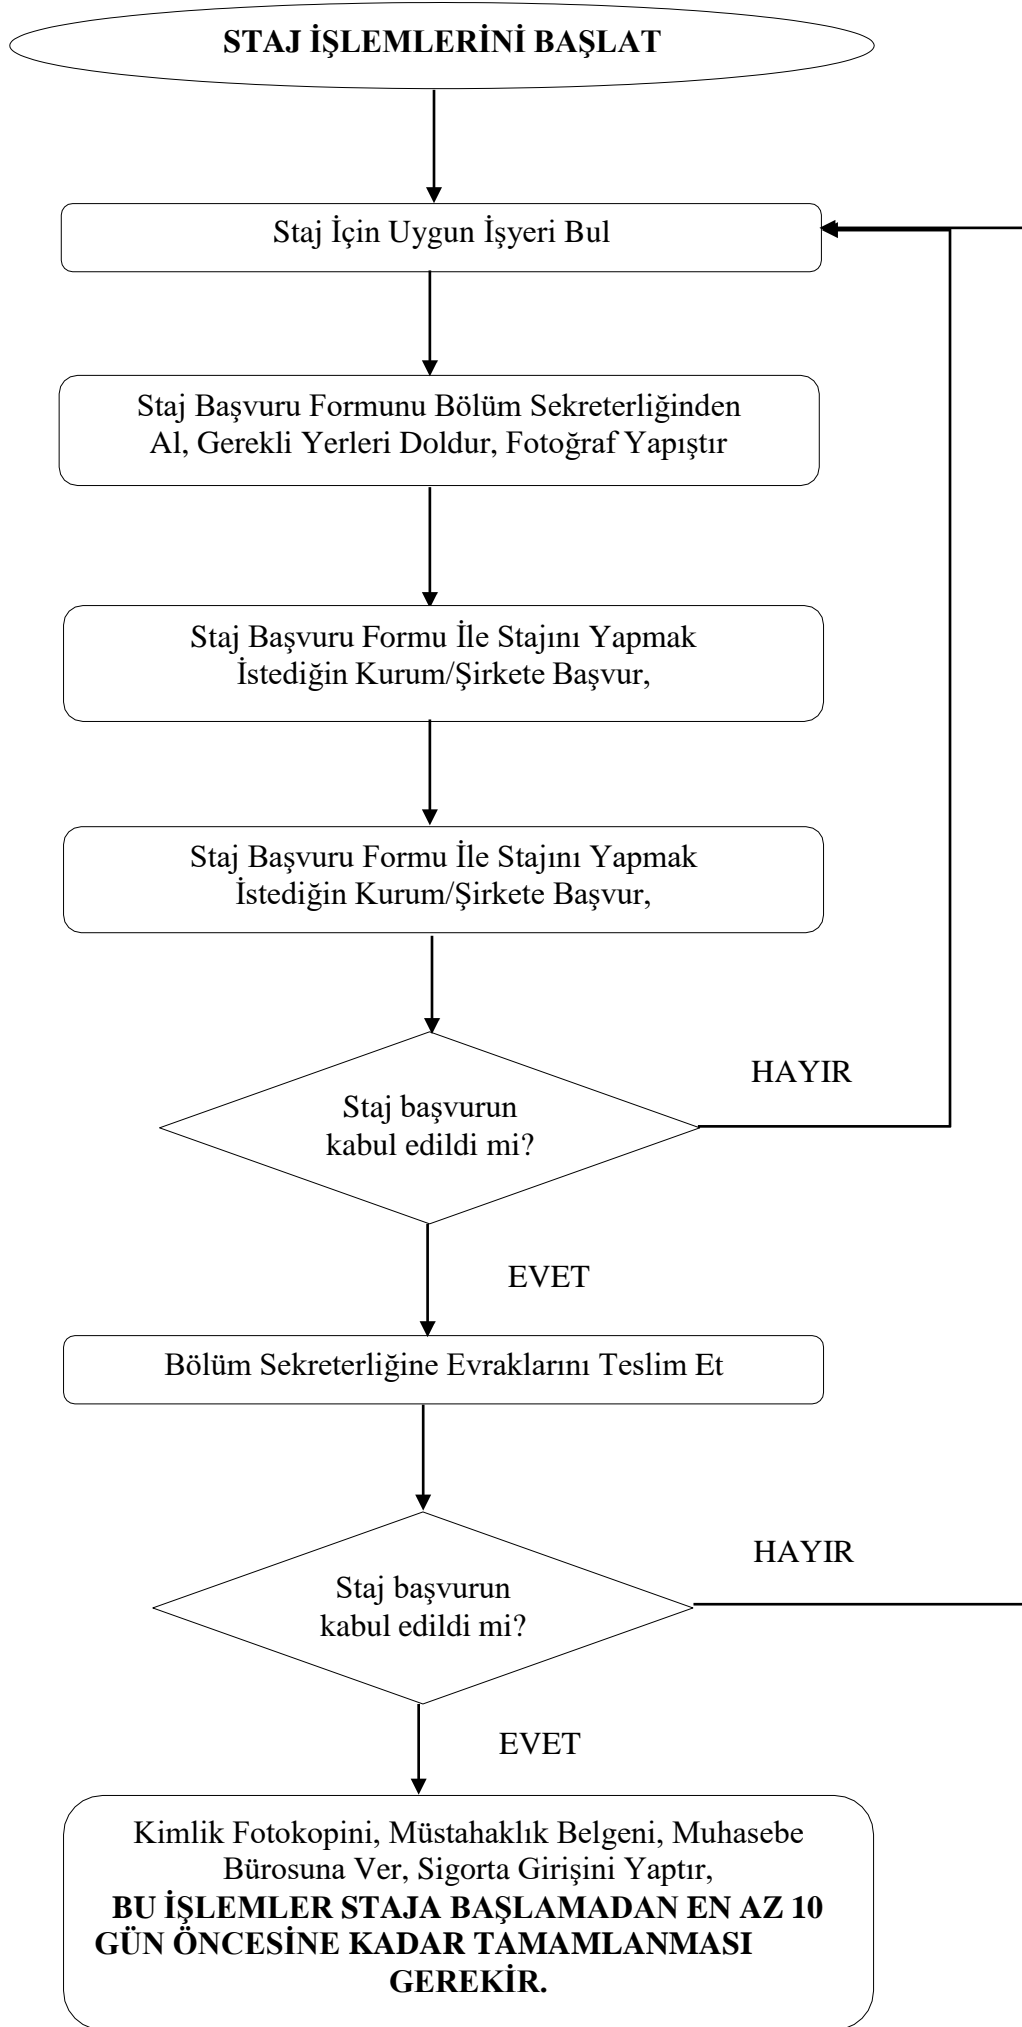 STAJ İŞLEMLERİNİ BAŞLAT
Staj İçin Uygun İşyeri Bul
Staj Başvuru Formunu Bölüm Sekreterliğinden
Al, Gerekli Yerleri Doldur, Fotoğraf Yapıştır
Staj Başvuru Formu İle Stajını Yapmak
İstediğin Kurum/Şirkete Başvur,
Staj Başvuru Formu İle Stajını Yapmak
İstediğin Kurum/Şirkete Başvur,
HAYIR
Staj başvurun
kabul edildi mi?
EVET
Bölüm Sekreterliğine Evraklarını Teslim Et
HAYIR
Staj başvurun
kabul edildi mi?
EVET
Kimlik Fotokopini, Müstahaklık Belgeni, Muhasebe
Bürosuna Ver, Sigorta Girişini Yaptır,
BU İŞLEMLER STAJA BAŞLAMADAN EN AZ 10
GÜN ÖNCESİNE KADAR TAMAMLANMASI
GEREKİR.